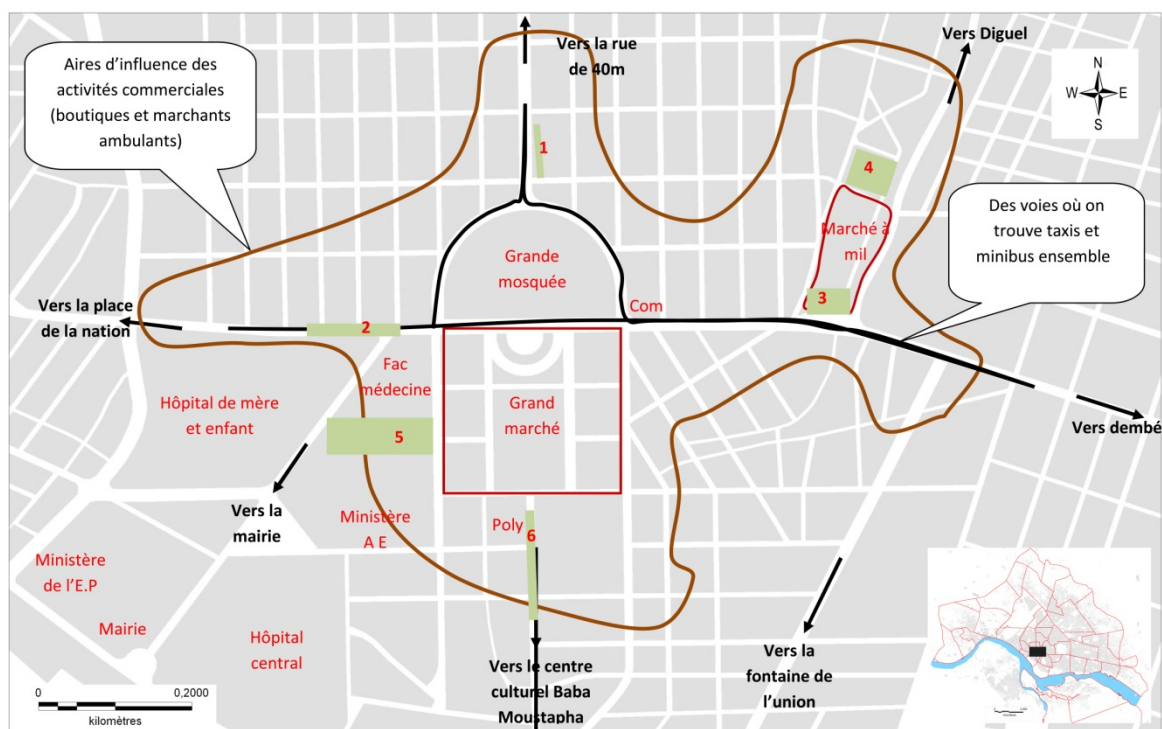 Aires d'influence des
activités commerciales
(boutiques et marchants
ambulants)
Vers la rue
de 40m
Vers Diguel
N
W E
S
1
4
Des voies où on
trouve taxis et
minibus ensemble
Marché à
mil
Grande
mosquée
3
Com
Vers la place
de la nation
2
Fac
médecine
Hôpital de mère
et enfant
Grand
marché
5
Vers dembé
Vers la
mairie
Ministère
A E
Poly
6
Ministère
de l'E.P
Mairie
Hôpital
central
Vers le centre
culturel Baba
Moustapha
Vers la
fontaine de
l'union
0 0,2000
kilomètres